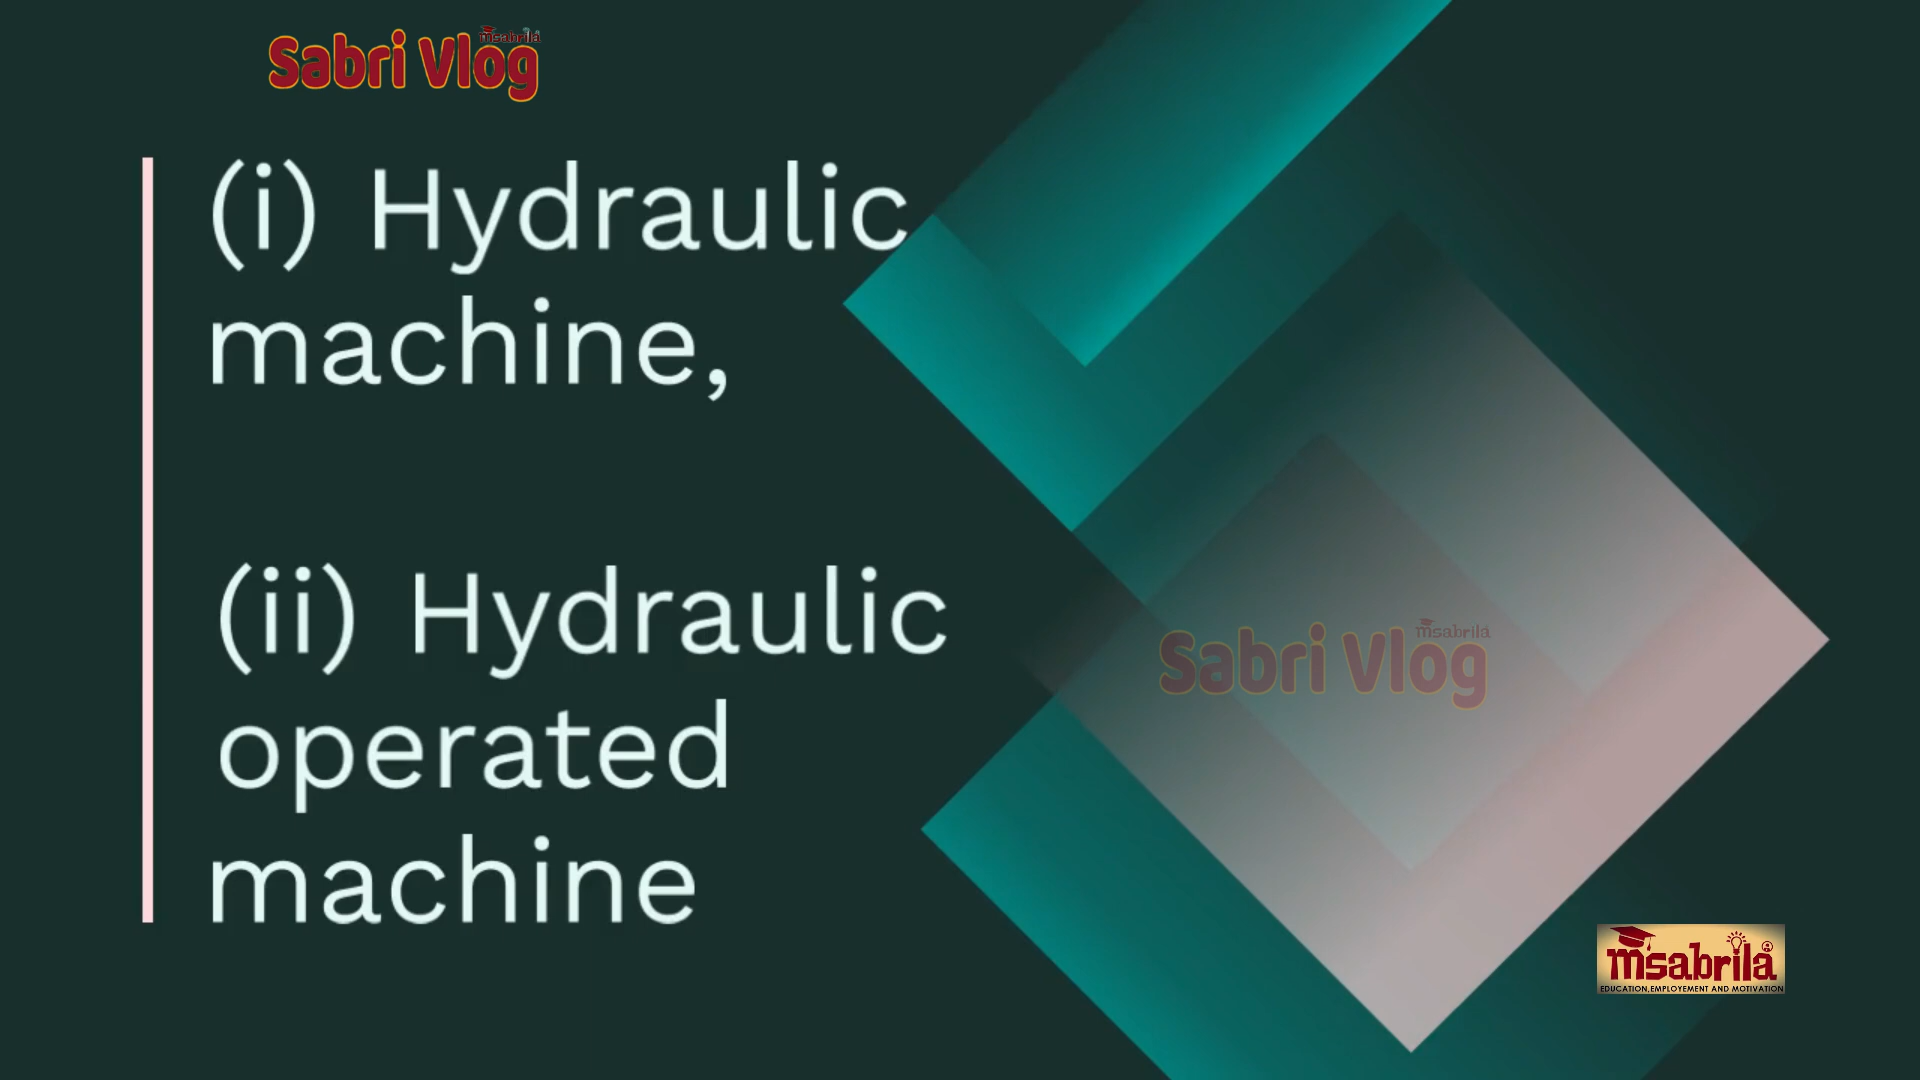 Sabri Vlog
msabrila
(i) Hydraulic
machine,
(ii) Hydraulic
operated
machine
Sabri Vlog
msabrila
msabrila
EDUCATION,EMPLOYEMENT AND MOTIVATION